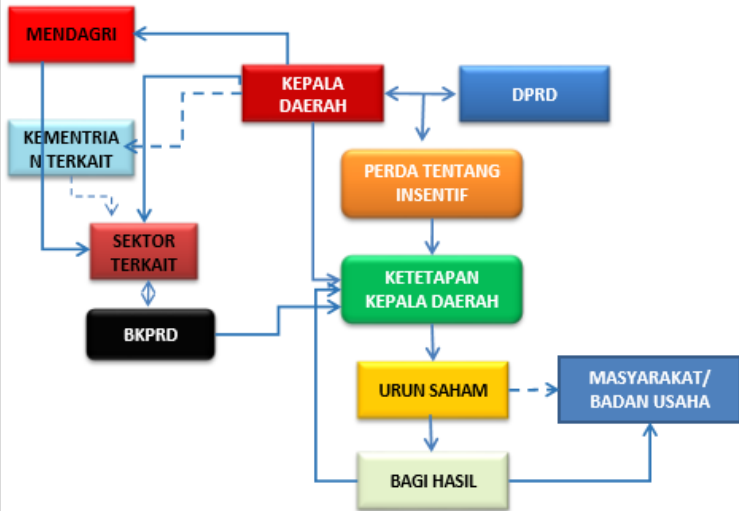 MENDAGRI
KEPALA
DAERAH
DPRD
KEMENTRIA
N TERKAIT
PERDA TENTANG
INSENTIF
SEKTOR
TERKAIT
KETETAPAN
KEPALA DAERAH
BKPRD
URUN SAHAM
MASYARAKAT/
BADAN USAHA
BAGI HASIL